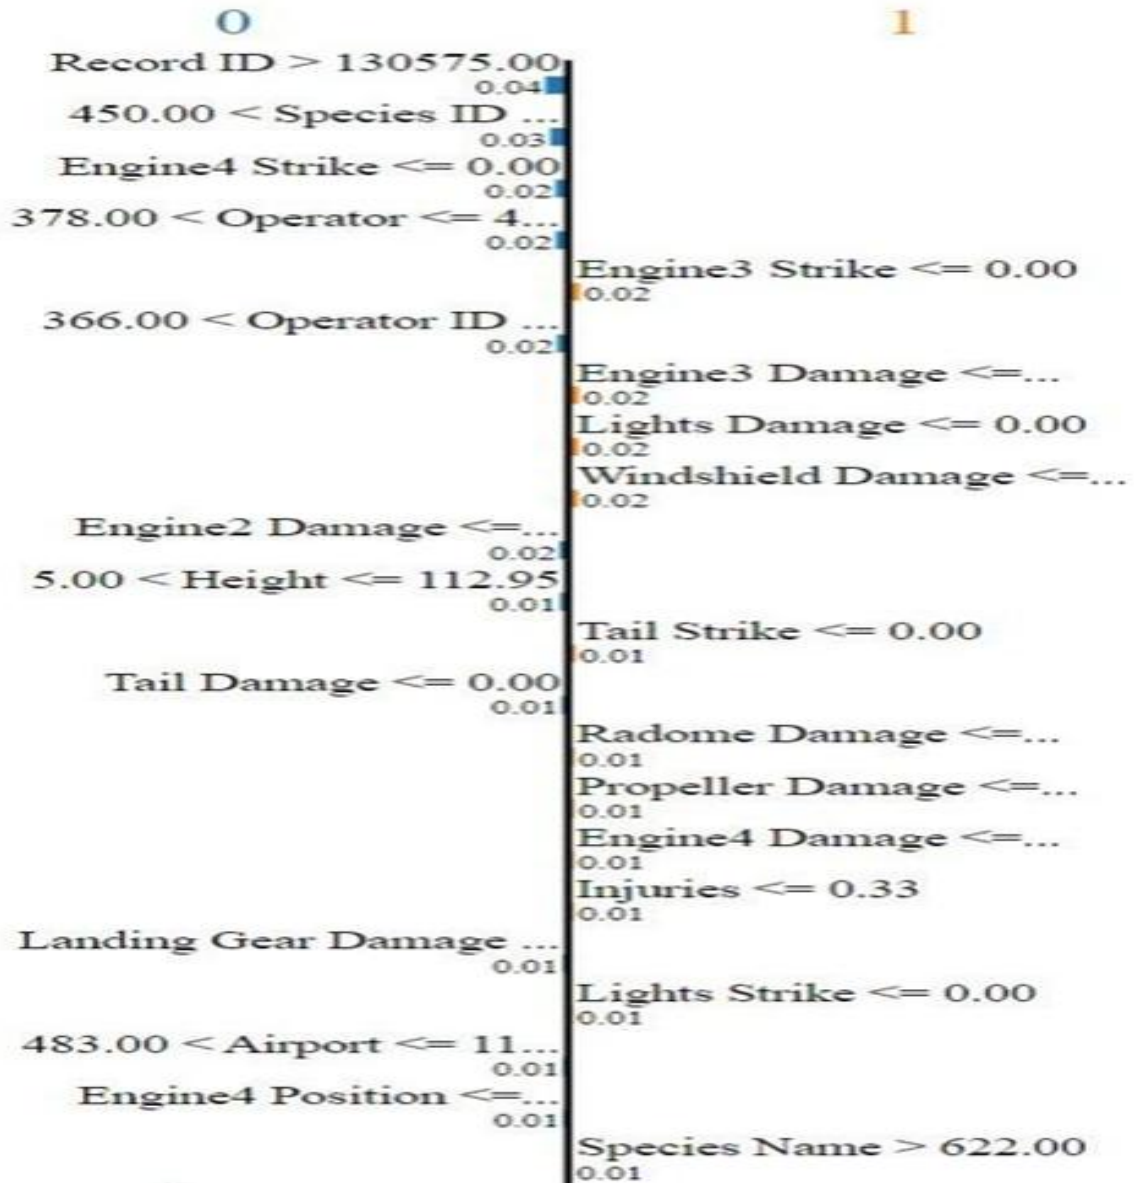 0 1
Record ID > 130575.00
0.04
450.00 < Species ID ...
0.03
Engine4 Strike <= 0.00
0.02
378.00 < Operator <= 4...
0.02
Engine3 Strike <= 0.00
0.02
366.00 < Operator ID ...
0.02
Engine3 Damage <=...
0.02
Lights Damage <= 0.00
0.02
Windshield Damage <=...
0.02
Engine2 Damage <=...
0.02
5.00 < Height <= 112.95
0.01
Tail Strike <= 0.00
0.01
Tail Damage <= 0.00
0.01
Radome Damage <=...
0.01
Propeller Damage <=...
0.01
Engine4 Damage <=...
0.01
Injuries <= 0.33
0.01
Landing Gear Damage ...
0.01
Lights Strike <= 0.00
0.01
483.00 < Airport <= 11...
0.01
Engine4 Position <=...
0.01
Species Name > 622.00
0.01